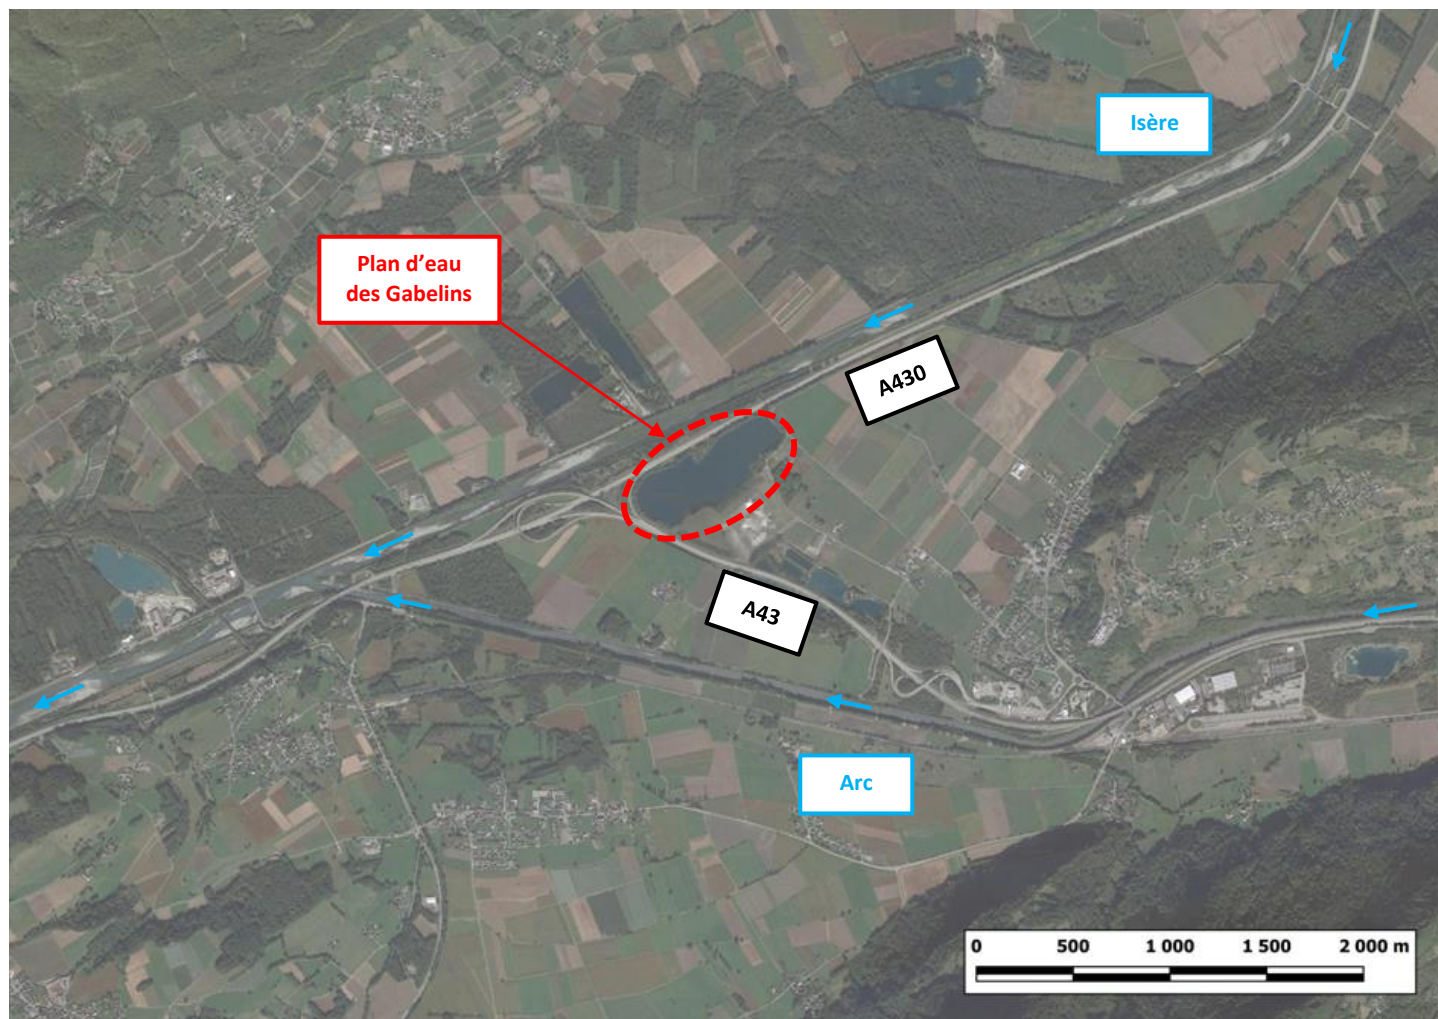 Isère
Plan d’eau
des Gabelins
A430
A43
Arc
0 500 1 000 1 500 2 000 m